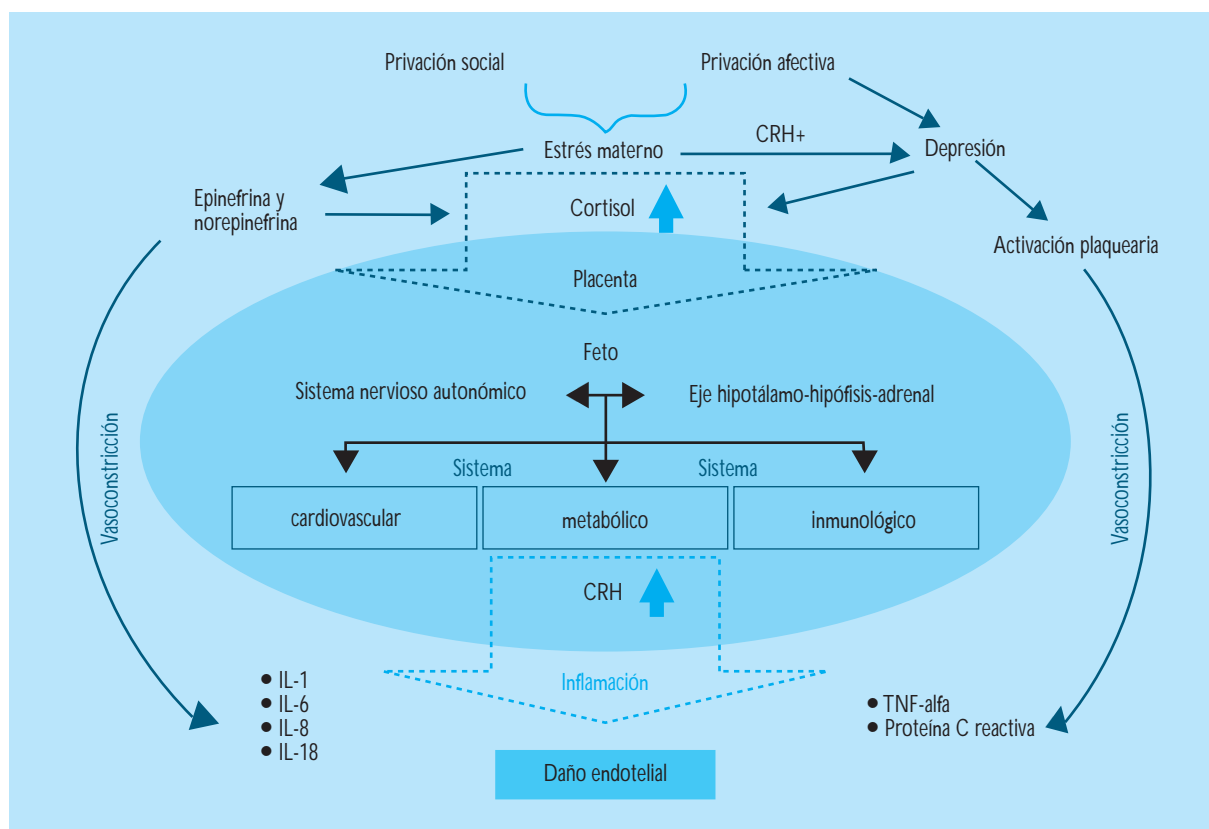 Privación social
Privación afectiva
CRH+
Estrés materno
Depresión
Epinefrina y
norepinefrina
Cortisol
Activación plaquearia
Placenta
Feto
Sistema nervioso autonómico
Eje hipotálamo-hipófisis-adrenal
Vasoconstricción
Vasoconstricción
Sistema
Sistema
cardiovascular
metabólico
inmunológico
CRH
Inflamación
● IL-1
● IL-6
● IL-8
● IL-18
● TNF-alfa
● Proteína C reactiva
Daño endotelial